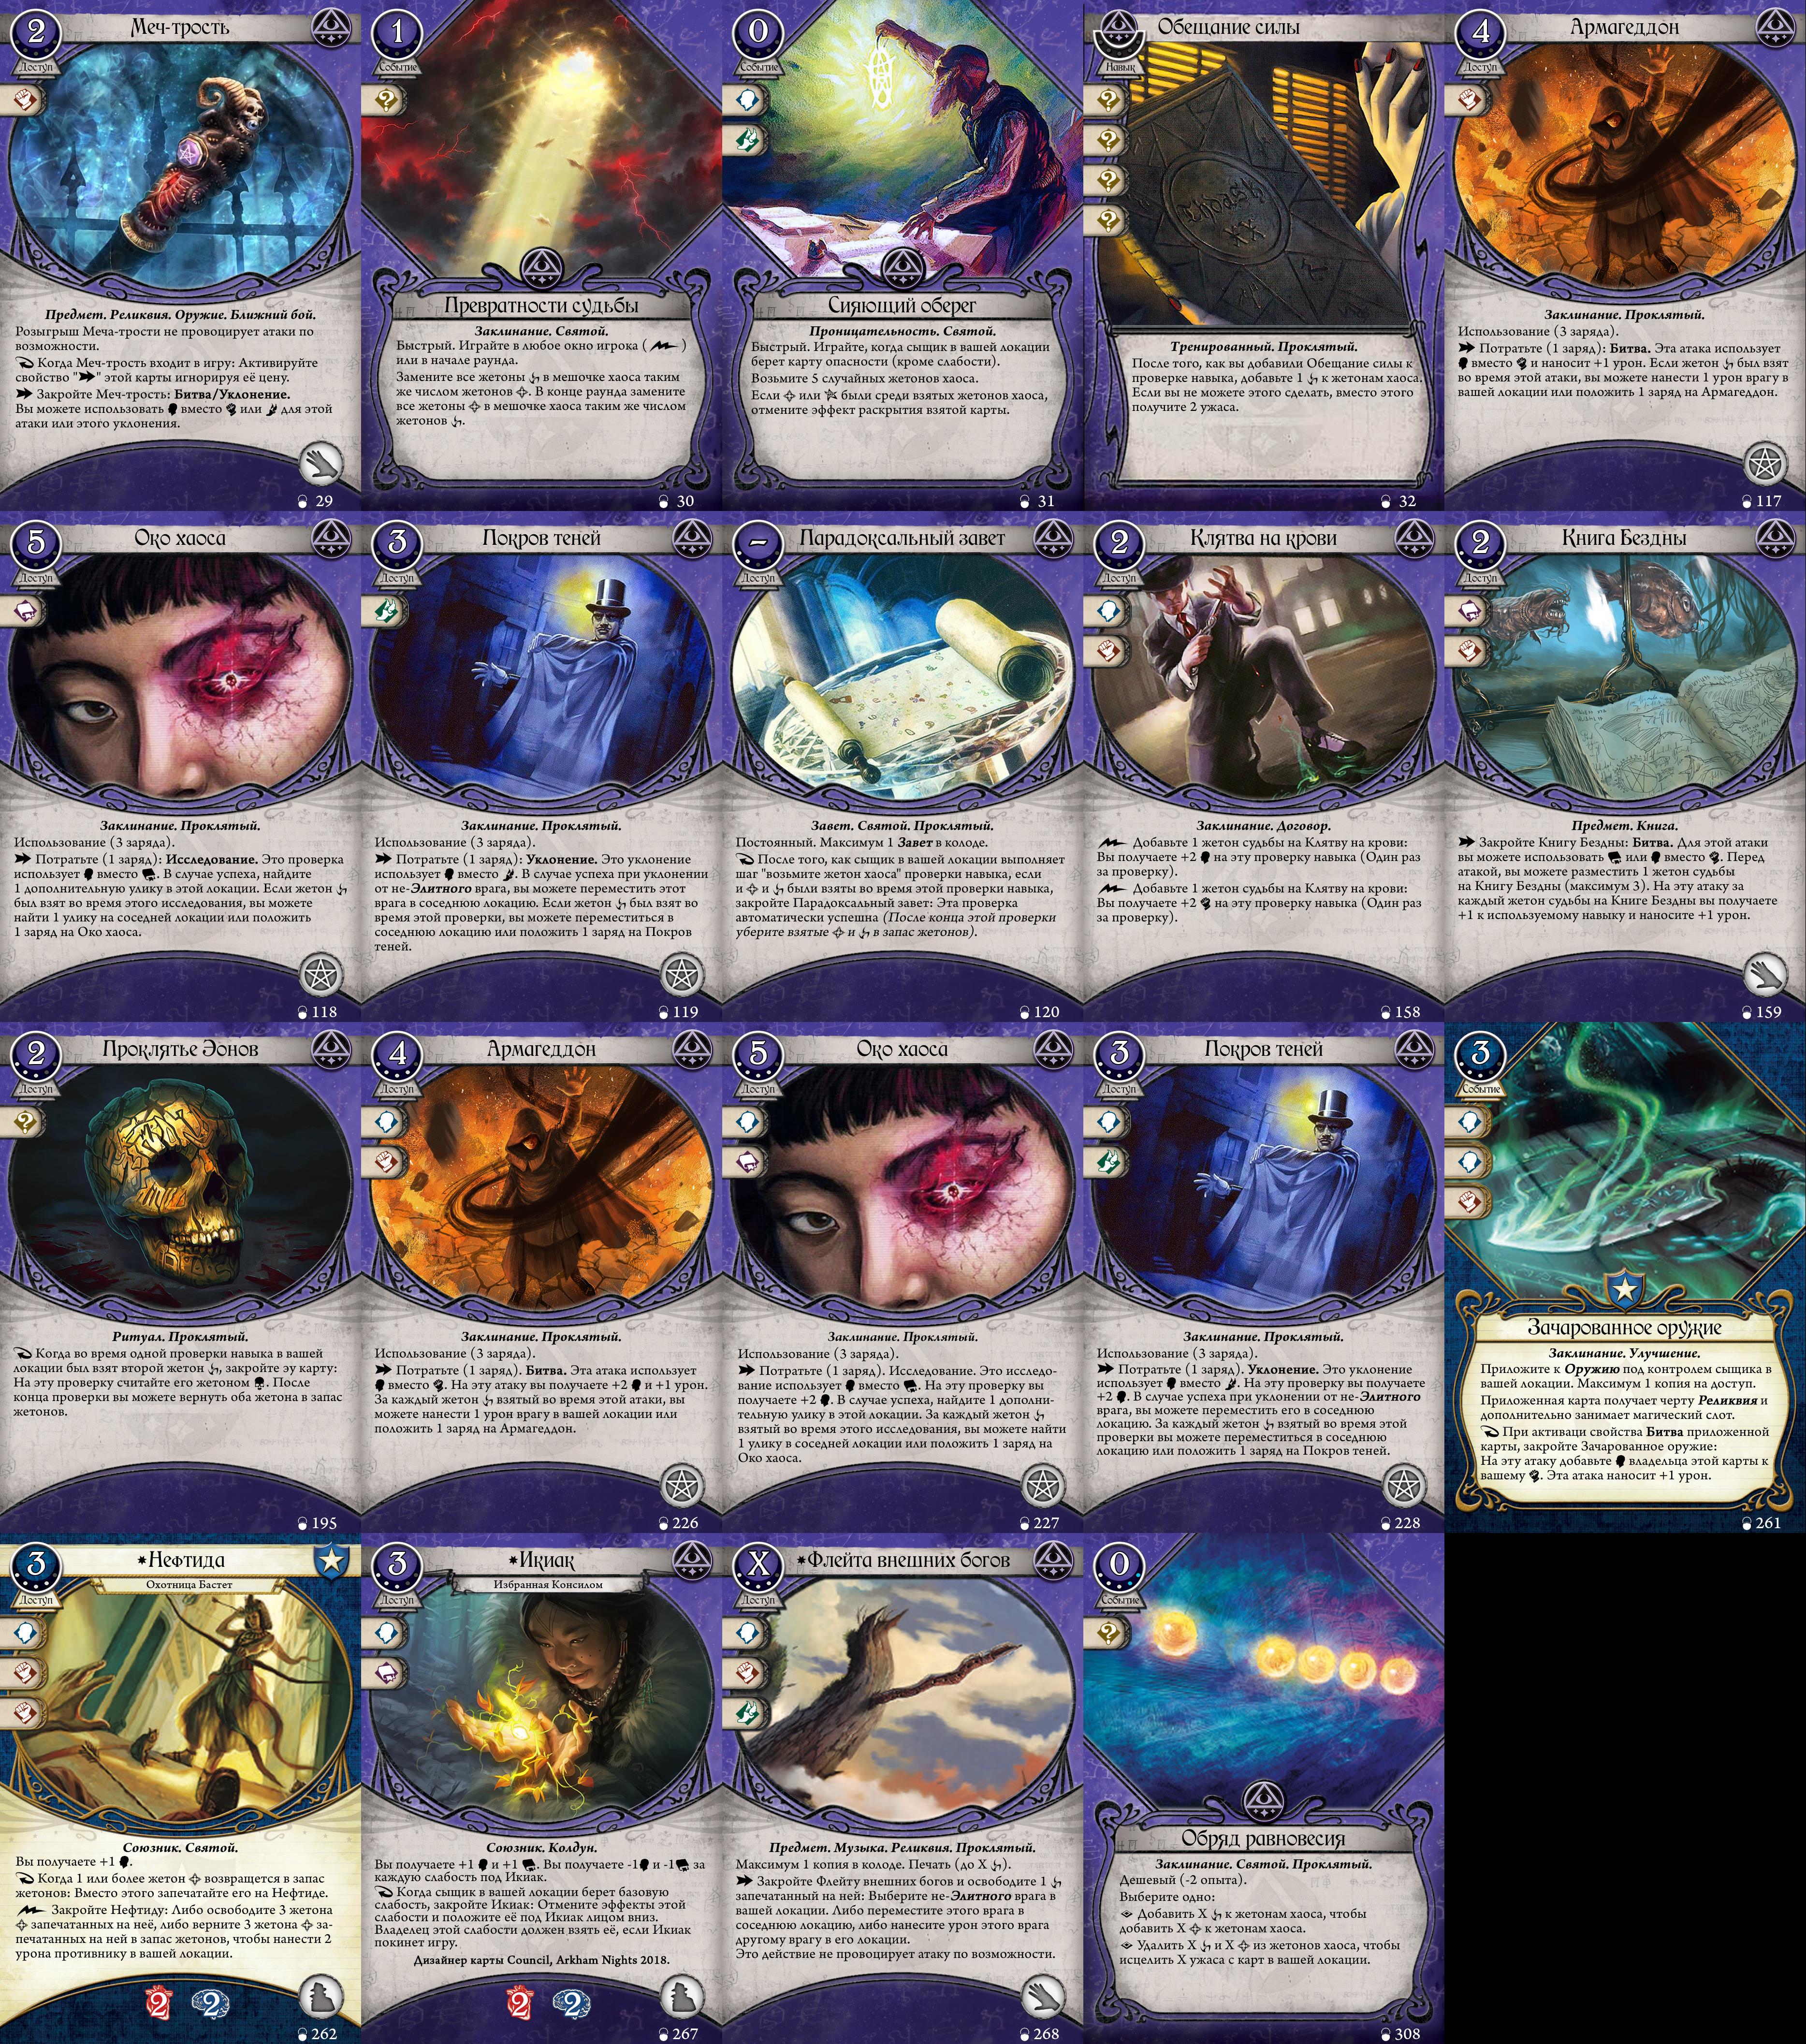 2
Меч-трость
Доступ
Предмет. Реликвия. Оружие. Ближний бой.
Розыгрыш Меча-трости не провоцирует атаки по
возможности.
Когда Меч-трость входит в игру: Активируйте
свойство "" этой карты игнорируя её цену.
Закройте Меч-трость: Битва/Уклонение.
Вы можете использовать вместо или для этой
атаки или этого уклонения.
29
1
Событие
Превратности судьбы
Заклинание. Святой.
Быстрый. Играйте в любое окно игрока ( )
или в начале раунда.
Замените все жетоны в мешочке хаоса таким
же числом жетонов . В конце раунда замените
все жетоны в мешочке хаоса таким же числом
жетонов .
30
0
Событие
Сияющий оберег
Проницательность. Святой.
Быстрый. Играйте, когда сыщик в вашей локации
берет карту опасности (кроме слабости).
Возьмите 5 случайных жетонов хаоса.
Если или были среди взятых жетонов хаоса,
отмените эффект раскрытия взятой карты.
31
Обещание силы
Навык
Тренированный. Проклятый.
После того, как вы добавили Обещание силы к
проверке навыка, добавьте 1 к жетонам хаоса.
Если вы не можете этого сделать, вместо этого
получите 2 ужаса.
32
4
Армагеддон
Доступ
Заклинание. Проклятый.
Использование (3 заряда).
Потратьте (1 заряд): Битва. Эта атака использует
вместо и наносит +1 урон. Если жетон был взят
во время этой атаки, вы можете нанести 1 урон врагу в
вашей локации или положить 1 заряд на Армагеддон.
117
5
Око хаоса
Доступ
Заклинание. Проклятый.
Использование (3 заряда).
Потратьте (1 заряд): Исследование. Это проверка
использует вместо . В случае успеха, найдите
1 дополнительную улику в этой локации. Если жетон
был взят во время этого исследования, вы можете
найти 1 улику на соседней локации или положить
1 заряд на Око хаоса.
118
3
Покров теней
Доступ
Заклинание. Проклятый.
Использование (3 заряда).
Потратьте (1 заряд): Уклонение. Это уклонение
использует вместо . В случае успеха при уклонении
от не-Элитного врага, вы можете переместить этот
врага в соседнюю локацию. Если жетон был взят во
время этой проверки, вы можете переместиться в
соседнюю локацию или положить 1 заряд на Покров
теней.
119
–
Парадоксальный завет
Доступ
Завет. Святой. Проклятый.
Постоянный. Максимум 1 Завет в колоде.
После того, как сыщик в вашей локации выполняет
шаг "возьмите жетон хаоса" проверки навыка, если
и и были взяты во время этой проверки навыка,
закройте Парадоксальный завет: Эта проверка
автоматически успешна (После конца этой проверки
уберите взятые и в запас жетонов).
120
2
Клятва на крови
Доступ
Заклинание. Договор.
Добавьте 1 жетон судьбы на Клятву на крови:
Вы получаете +2 на эту проверку навыка (Один раз
за проверку).
Добавьте 1 жетон судьбы на Клятву на крови:
Вы получаете +2 на эту проверку навыка (Один раз
за проверку).
158
2
Книга Бездны
Доступ
Предмет. Книга.
Закройте Книгу Бездны: Битва. Для этой атаки
вы можете использовать или вместо . Перед
атакой, вы можете разместить 1 жетон судьбы
на Книгу Бездны (максимум 3). На эту атаку за
каждый жетон судьбы на Книге Бездны вы получаете
+1 к используемому навыку и наносите +1 урон.
159
2
Проклятье Эонов
Доступ
Ритуал. Проклятый.
Когда во время одной проверки навыка в вашей
локации был взят второй жетон , закройте эу карту:
На эту проверку считайте его жетоном . После
конца проверки вы можете вернуть оба жетона в запас
жетонов.
195
4
Армагеддон
Доступ
Заклинание. Проклятый.
Использование (3 заряда).
Потратьте (1 заряд). Битва. Эта атака использует
вместо . На эту атаку вы получаете +2 и +1 урон.
За каждый жетон взятый во время этой атаки, вы
можете нанести 1 урон врагу в вашей локации или
положить 1 заряд на Армагеддон.
226
5
Око хаоса
Доступ
Заклинание. Проклятый.
Использование (3 заряда).
Потратьте (1 заряд). Исследование. Это исследо-
вание использует вместо . На эту проверку вы
получаете +2 . В случае успеха, найдите 1 дополни-
тельную улику в этой локации. За каждый жетон
взятый во время этого исследования, вы можете найти
1 улику в соседней локации или положить 1 заряд на
Око хаоса.
227
3
Покров теней
Доступ
Заклинание. Проклятый.
Использование (3 заряда).
Потратьте (1 заряд). Уклонение. Это уклонение
использует вместо . На эту проверку вы получаете
+2 . В случае успеха при уклонении от не-Элитного
врага, вы можете переместить его в соседнюю
локацию. За каждый жетон взятый во время этой
проверки вы можете переместиться в соседнюю
локацию или положить 1 заряд на Покров теней.
228
3
Событие
Зачарованное оружие
Заклинание. Улучшение.
Приложите к Оружию под контролем сыщика в
вашей локации. Максимум 1 копия на доступ.
Приложенная карта получает черту Реликвия и
дополнительно занимает магический слот.
При активаци свойства Битва приложенной
карты, закройте Зачарованное оружие:
На эту атаку добавьте владельца этой карты к
вашему . Эта атака наносит +1 урон.
261
3
Нефтида
Охотница Бастет
Доступ
Союзник. Святой.
Вы получаете +1 .
Когда 1 или более жетон возвращается в запас
жетонов: Вместо этого запечатайте его на Нефтиде.
Закройте Нефтиду: Либо освободите 3 жетона
запечатанных на неё, либо верните 3 жетона за-
печатанных на ней в запас жетонов, чтобы нанести 2
урона противнику в вашей локации.
2 2
262
3
Икиак
Избранная Консилом
Доступ
Союзник. Колдун.
Вы получаете +1 и +1 . Вы получаете -1 и -1 за
каждую слабость под Икиак.
Когда сыщик в вашей локации берет базовую
слабость, закройте Икиак: Отмените эффекты этой
слабости и положите её под Икиак лицом вниз.
Владелец этой слабости должен взять её, если Икиак
покинет игру.
Дизайнер карты Council, Arkham Nights 2018.
2 2
267
X
Флейта внешних богов
Доступ
Предмет. Музыка. Реликвия. Проклятый.
Максимум 1 копия в колоде. Печать (до X ).
Закройте Флейту внешних богов и освободите 1
запечатанный на ней: Выберите не-Элитного врага в
вашей локации. Либо переместите этого врага в
соседнюю локацию, либо нанесите урон этого врага
другому врагу в его локации.
Это действие не провоцирует атаку по возможности.
268
0
Событие
Обряд равновесия
Заклинание. Святой. Проклятый.
Дешевый (-2 опыта).
Выберите одно:
Добавить X к жетонам хаоса, чтобы
добавить X к жетонам хаоса.
Удалить X и X из жетонов хаоса, чтобы
исцелить X ужаса с карт в вашей локации.
308